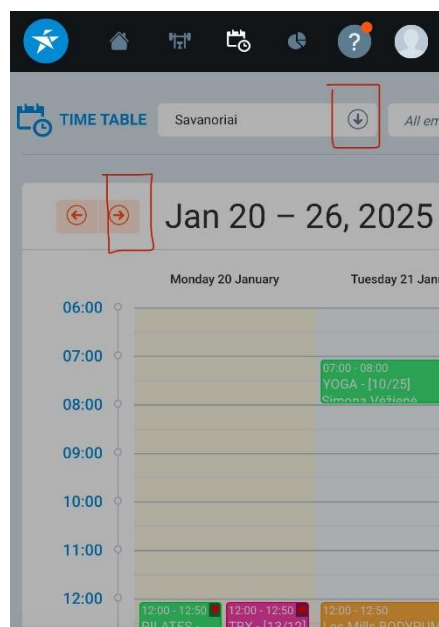 ?
TIME TABLE
Savanoriai
All em
Jan 20 – 26, 2025
Monday 20 January
Tuesday 21 Janu
06:00
07:00
07:00 - 08:00
YOGA - [10/25]
Simona Vėžienė
08:00
09:00
10:00
11:00
12:00
12:00 - 12:50
12:00 - 12:50
12:00 - 12:50
PILATES -
TRX - [13/12]
Les Mills BODYPUM